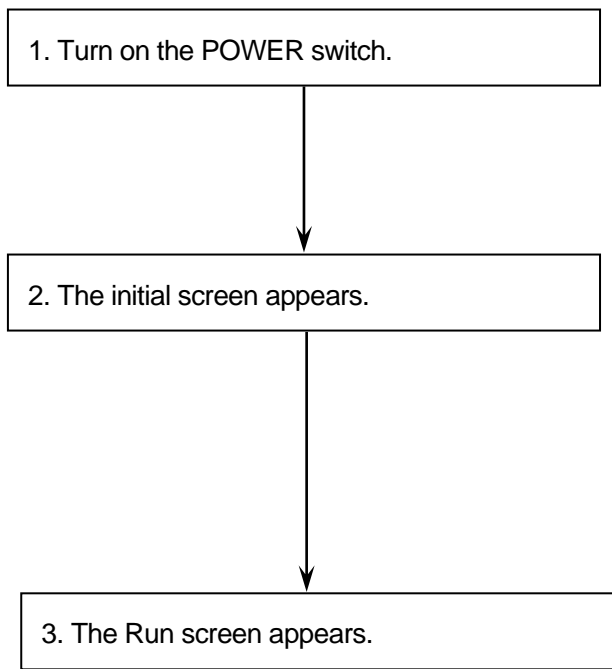 1. Turn on the POWER switch.
2. The initial screen appears.
3. The Run screen appears.